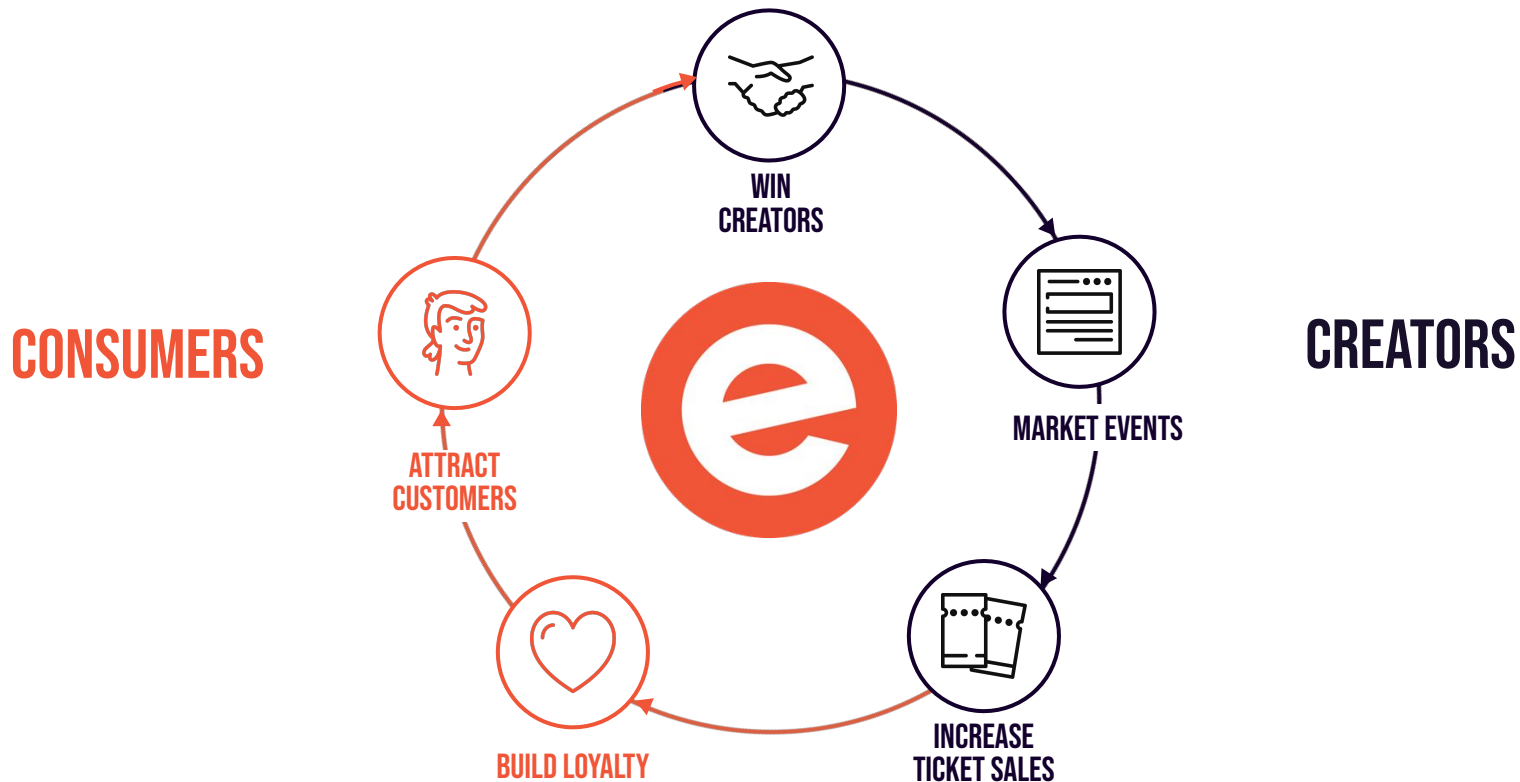 WIN
CREATORS
CONSUMERS
CREATORS
MARKET EVENTS
ATTRACT
CUSTOMERS
INCREASE
TICKET SALES
BUILD LOYALTY
e